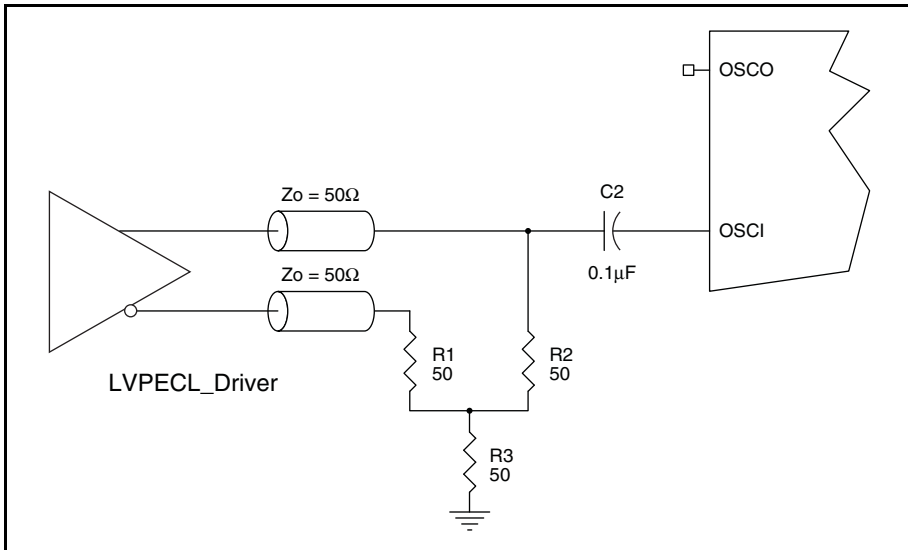 OSCO
Zo = 50Ω
C2
OSCI
0.1μF
Zo = 50Ω
R1
50
R2
50
LVPECL_Driver
R3
50